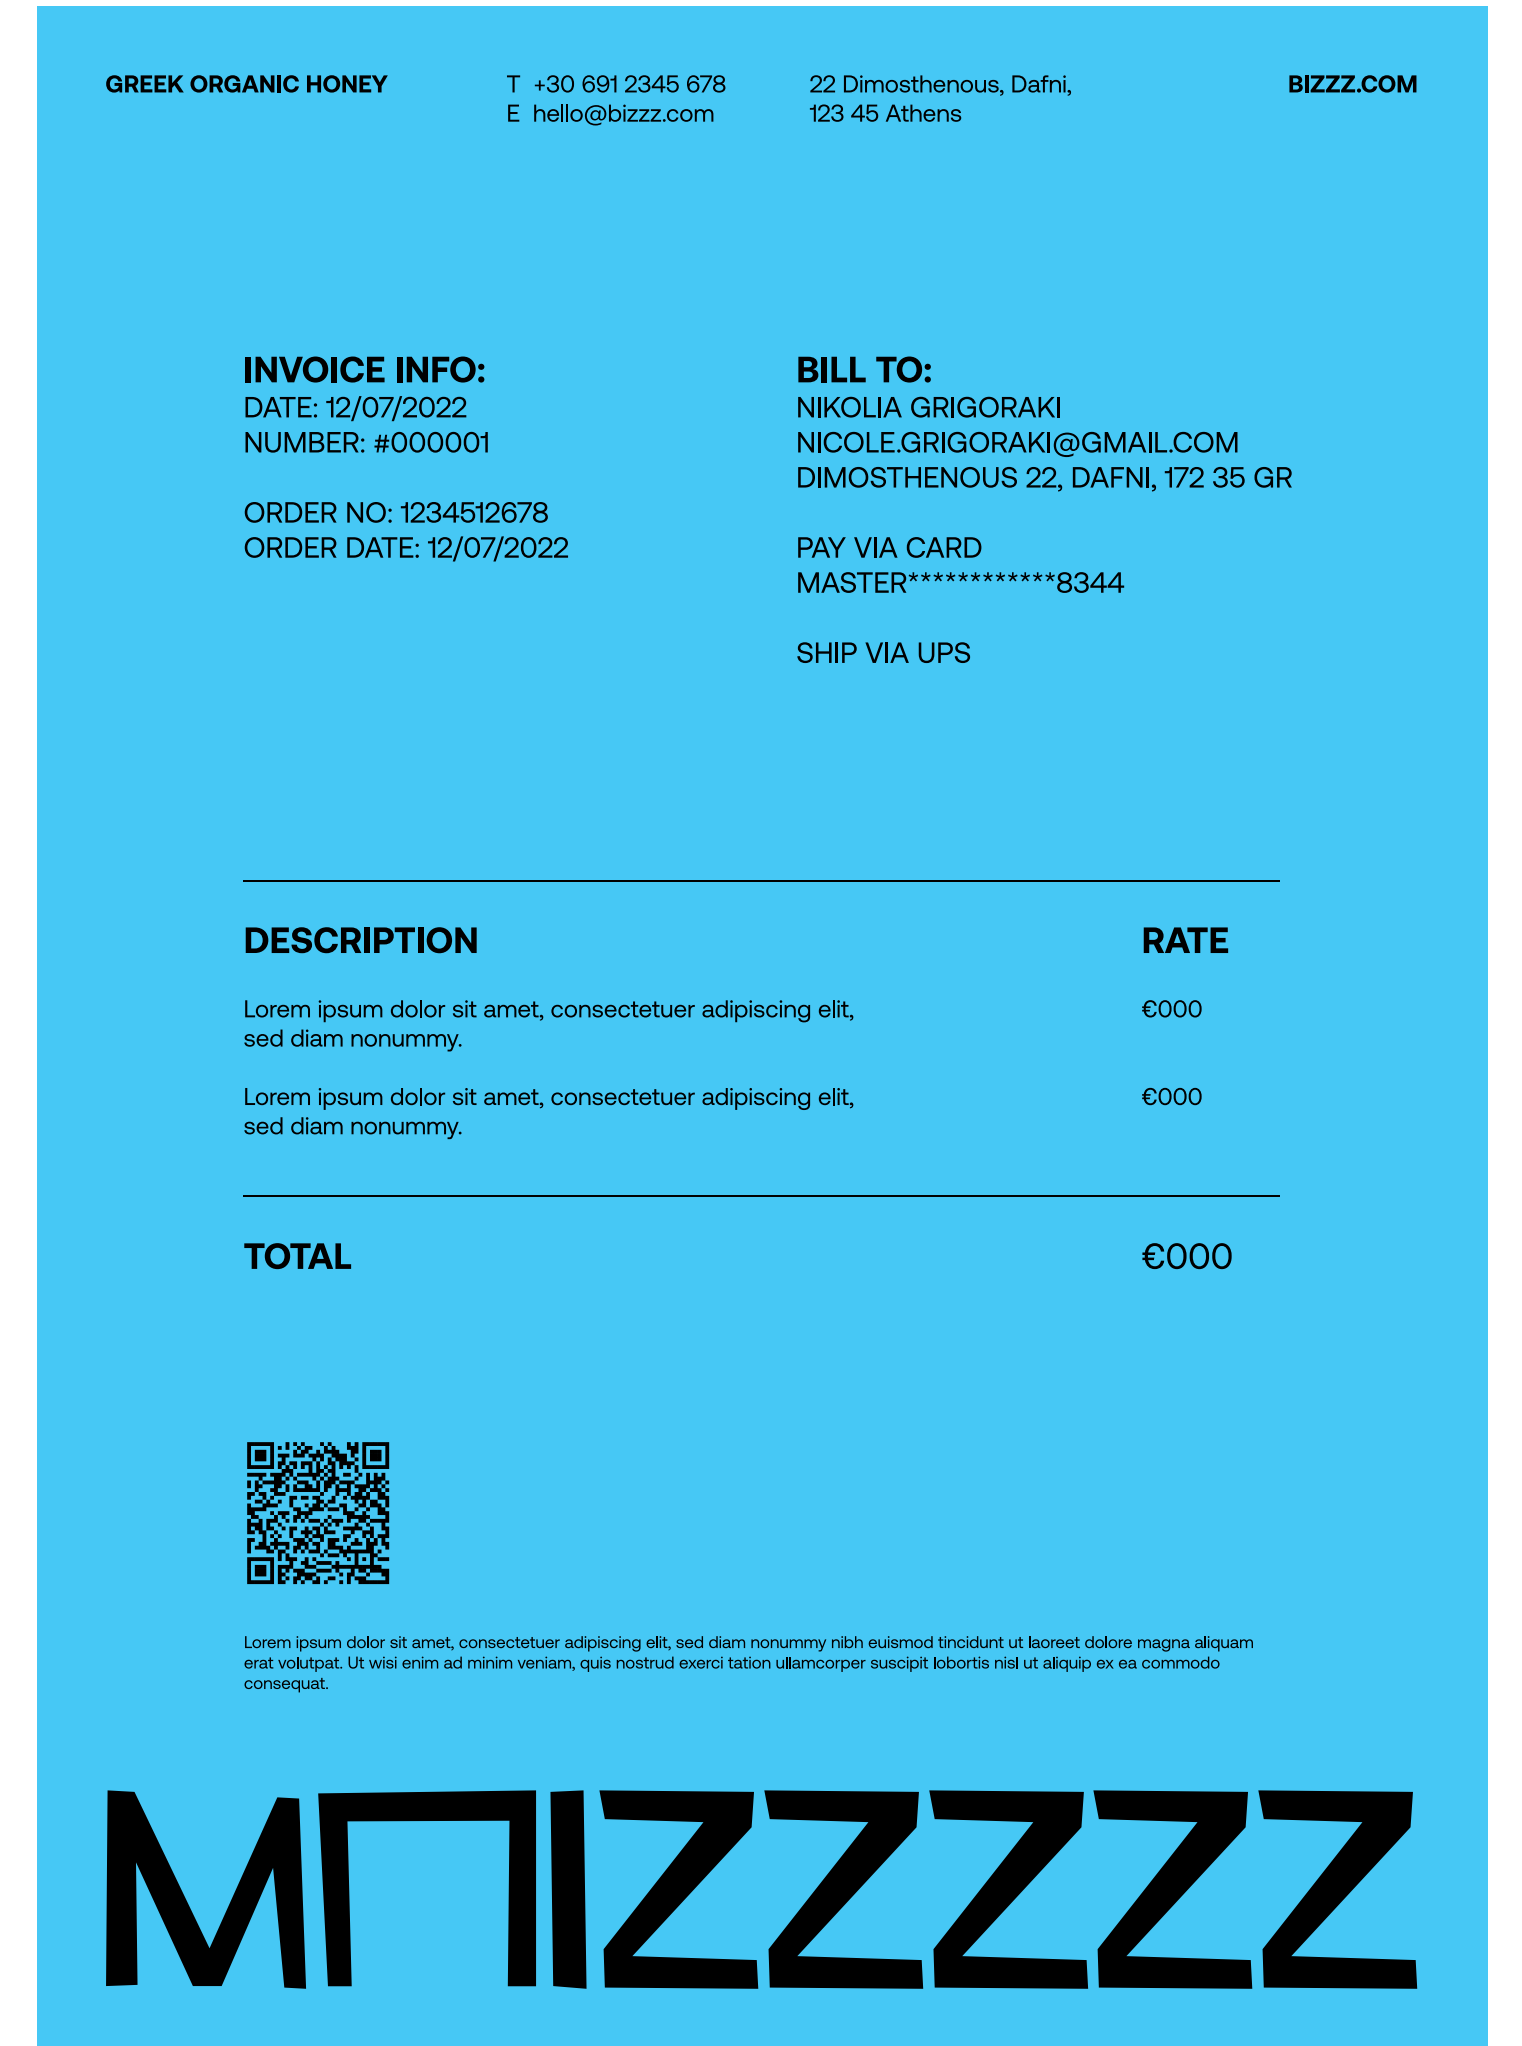 GREEK ORGANIC HONEY
T +30 691 2345 678
E hello@bizzz.com
22 Dimosthenous, Dafni,
123 45 Athens
BIZZZ.COM
INVOICE INFO:
DATE: 12/07/2022
NUMBER: #000001
ORDER NO: 1234512678
ORDER DATE: 12/07/2022
BILL TO:
NIKOLIA GRIGORAKI
NICOLE.GRIGORAKI@GMAIL.COM
DIMOSTHENOUS 22, DAFNI, 172 35 GR
PAY VIA CARD
MASTER************8344
SHIP VIA UPS
DESCRIPTION RATE
Lorem ipsum dolor sit amet, consectetuer adipiscing elit, €000
sed diam nonummy.
Lorem ipsum dolor sit amet, consectetuer adipiscing elit, €000
sed diam nonummy.
TOTAL €000
Lorem ipsum dolor sit amet, consectetuer adipiscing elit, sed diam nonummy nibh euismod tincidunt ut laoreet dolore magna aliquam
erat volutpat. Ut wisi enim ad minim veniam, quis nostrud exerci tation ullamcorper suscipit lobortis nisl ut aliquip ex ea commodo
consequat.
ΜΠΙΖΖΖΖΖ